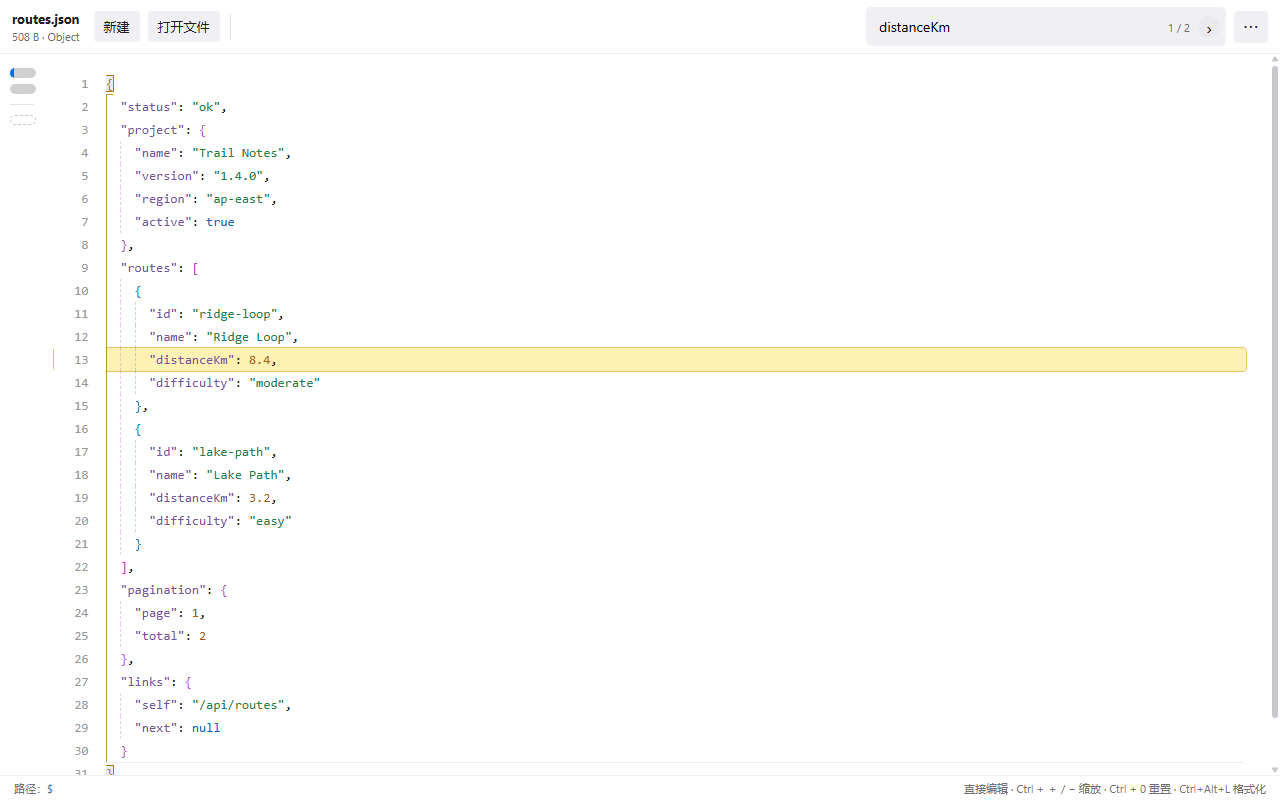 routes.json
508 B · Object
新建
打开文件
distanceKm
1 / 2
1 {
2 "status": "ok",
3 "project": {
4 "name": "Trail Notes",
5 "version": "1.4.0",
6 "region": "ap-east",
7 "active": true
8 },
9 "routes": [
10 {
11 "id": "ridge-loop",
12 "name": "Ridge Loop",
13 "distanceKm": 8.4,
14 "difficulty": "moderate"
15 },
16 {
17 "id": "lake-path",
18 "name": "Lake Path",
19 "distanceKm": 3.2,
20 "difficulty": "easy"
21 }
22 ],
23 "pagination": {
24 "page": 1,
25 "total": 2
26 },
27 "links": {
28 "self": "/api/routes",
29 "next": null
30 }
31 }
路径: $
直接编辑 · Ctrl + + / − 缩放 · Ctrl + 0 重置 · Ctrl+Alt+L 格式化